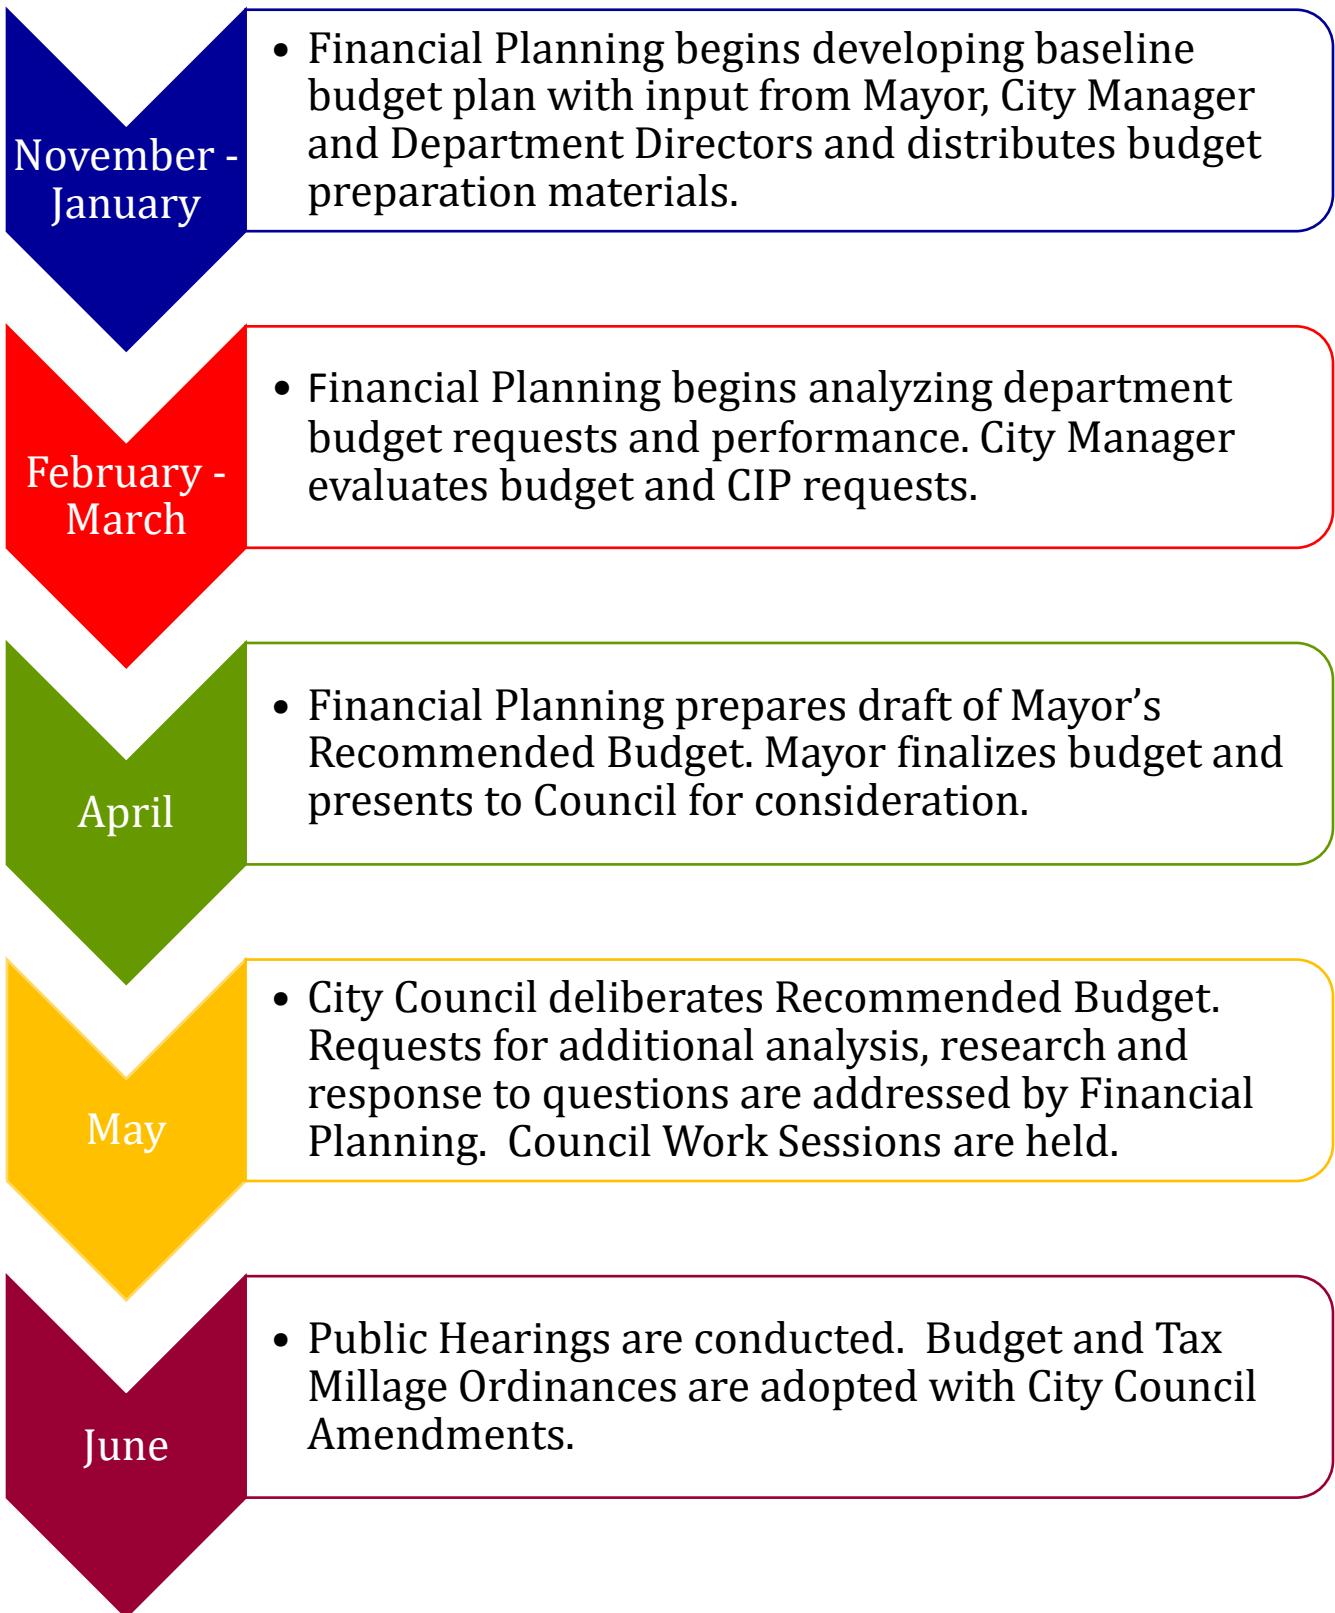 November -
January
• Financial Planning begins developing baseline
budget plan with input from Mayor, City Manager
and Department Directors and distributes budget
preparation materials.
February -
March
• Financial Planning begins analyzing department
budget requests and performance. City Manager
evaluates budget and CIP requests.
April
• Financial Planning prepares draft of Mayor’s
Recommended Budget. Mayor finalizes budget and
presents to Council for consideration.
May
• City Council deliberates Recommended Budget.
Requests for additional analysis, research and
response to questions are addressed by Financial
Planning.  Council Work Sessions are held.
June
• Public Hearings are conducted.  Budget and Tax
Millage Ordinances are adopted with City Council
Amendments.